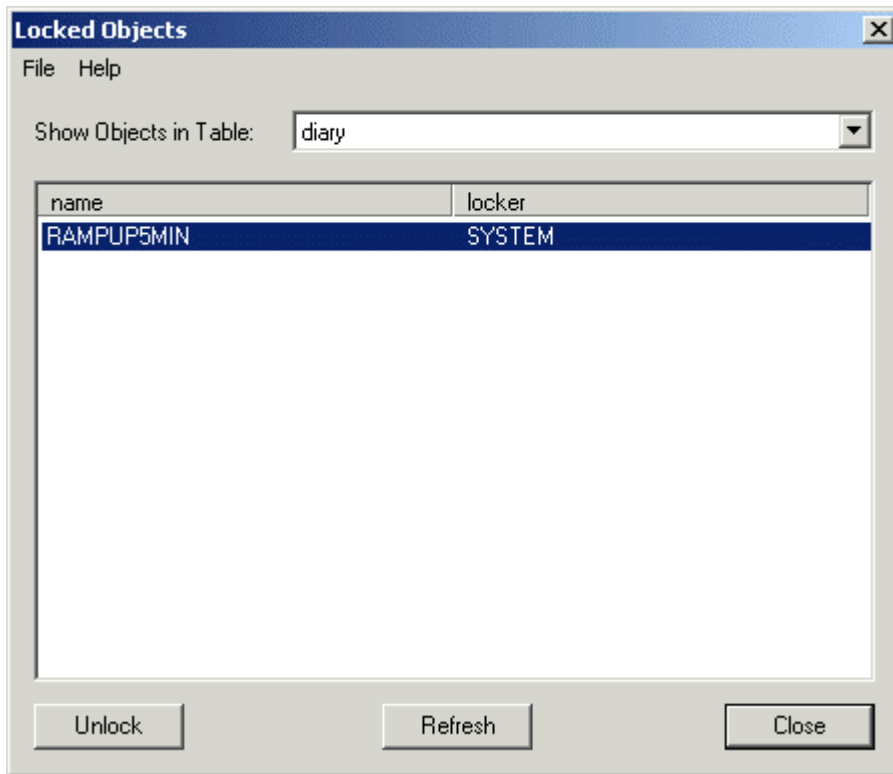 Locked Objects
File Help
Show Objects in Table: diary
name locker
RAMPUP5MIN SYSTEM
Unlock Refresh Close